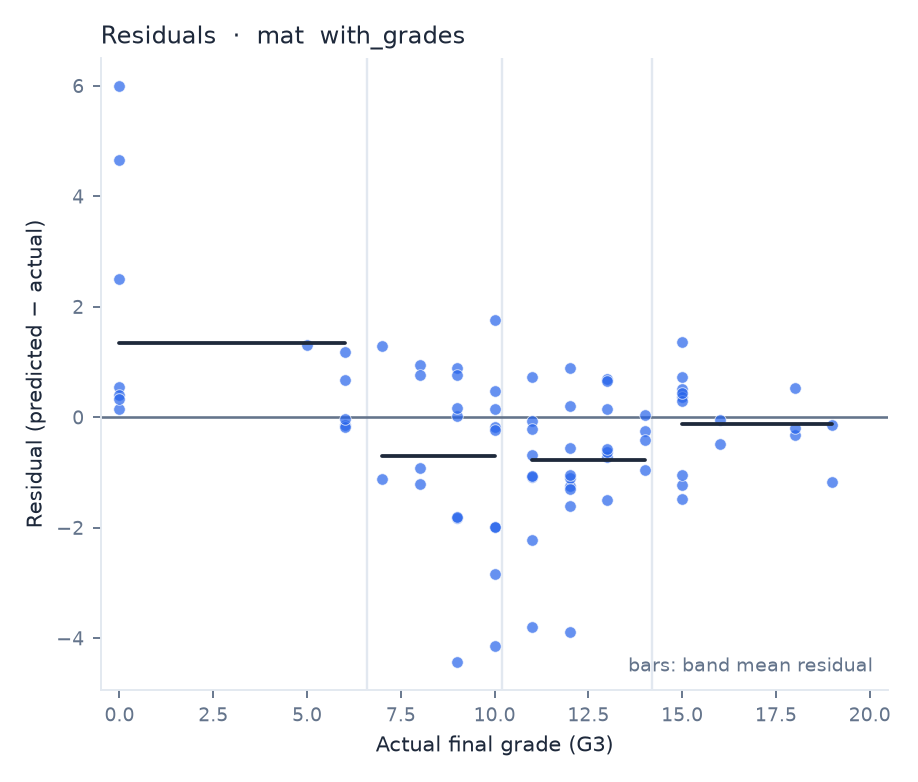 Residuals · mat with_grades
Residual (predicted − actual)
6
4
2
0
−2
−4
bars: band mean residual
0.0 2.5 5.0 7.5 10.0 12.5 15.0 17.5 20.0
Actual final grade (G3)